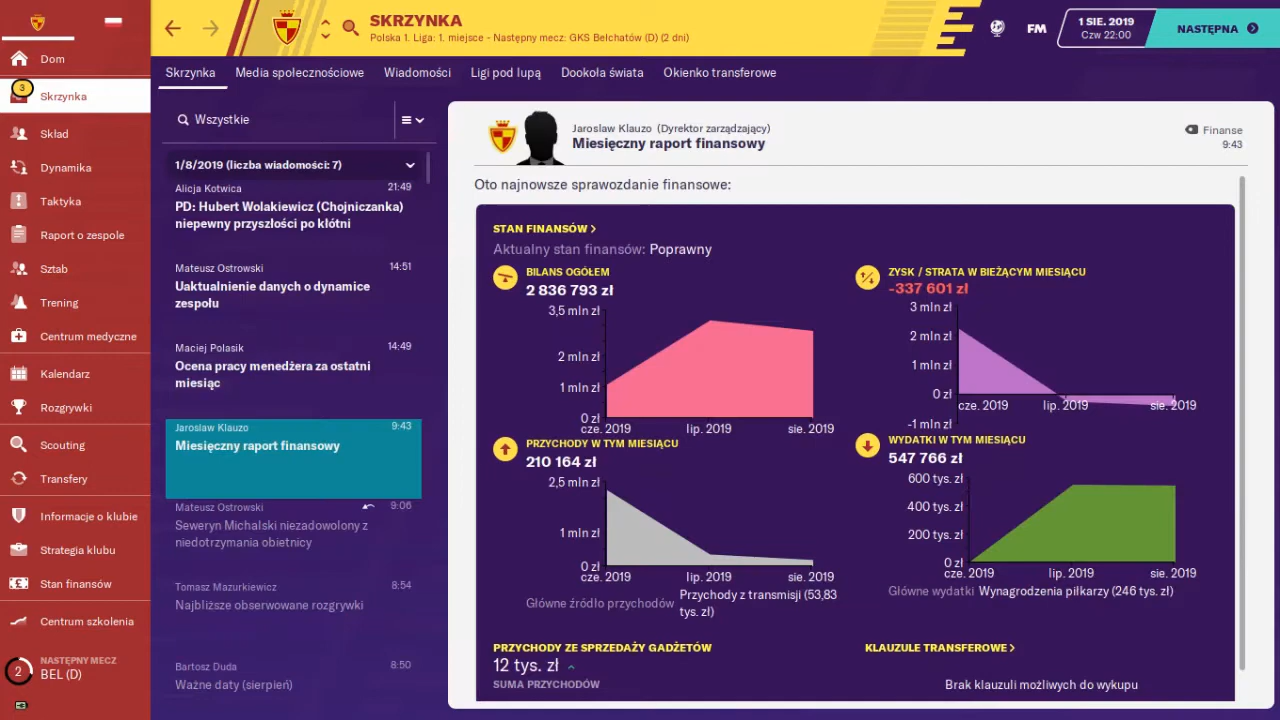 SKRZYNKA
Polska 1. Liga: 1. miejsce - Następny mecz: GKS Bełchatów (D) (2 dni)
FM
1 SIE. 2019
Czw 22:00
NASTĘPNA
Dom
3
Skrzynka
Skład
Dynamika
Taktyka
Raport o zespole
Sztab
Trening
Centrum medyczne
Kalendarz
Rozgrywki
Scouting
Transfery
Informacje o klubie
Strategia klubu
Stan finansów
Centrum szkolenia
2
NASTĘPNY MECZ
BEL (D)
Skrzynka Media społecznościowe Wiadomości Ligi pod lupą Dookoła świata Okienko transferowe
Wszystkie
1/8/2019 (liczba wiadomości: 7)
Alicja Kotwica 21:49
PD: Hubert Wolakiewicz (Chojniczanka)
niepewny przyszłości po kłótni
Mateusz Ostrowski 14:51
Uaktualnienie danych o dynamice
zespołu
Maciej Polasik 14:49
Ocena pracy menedżera za ostatni
miesiąc
Jaroslaw Klauzo 9:43
Miesięczny raport finansowy
Mateusz Ostrowski 9:06
Seweryn Michalski niezadowolony z
niedotrzymania obietnicy
Tomasz Mazurkiewicz 8:54
Najbliższe obserwowane rozgrywki
Bartosz Duda 8:50
Ważne daty (sierpień)
Jaroslaw Klauzo (Dyrektor zarządzający)
Miesięczny raport finansowy
Finanse
9:43
Oto najnowsze sprawozdanie finansowe:
STAN FINANSÓW
Aktualny stan finansów: Poprawny
BILANS OGÓŁEM
2 836 793 zł
3,5 mln zł
2 mln zł
1 mln zł
0 zł
cze. 2019 lip. 2019 sie. 2019
ZYSK / STRATA W BIEŻĄCYM MIESIĄCU
-337 601 zł
3 mln zł
2 mln zł
1 mln zł
0 zł
-1 mln zł
cze. 2019 lip. 2019 sie. 2019
PRZYCHODY W TYM MIESIĄCU
210 164 zł
2,5 mln zł
1 mln zł
0 zł
cze. 2019 lip. 2019 sie. 2019
Główne źródło przychodów Przychody z transmisji (53,83
tys. zł)
WYDATKI W TYM MIESIĄCU
547 766 zł
600 tys. zł
400 tys. zł
200 tys. zł
0 zł
cze. 2019 lip. 2019 sie. 2019
Główne wydatki Wynagrodzenia piłkarzy (246 tys. zł)
PRZYCHODY ZE SPRZEDAŻY GADŻETÓW
12 tys. zł
SUMA PRZYCHODÓW
KLAUZULE TRANSFEROWE
Brak klauzuli możliwych do wykupu